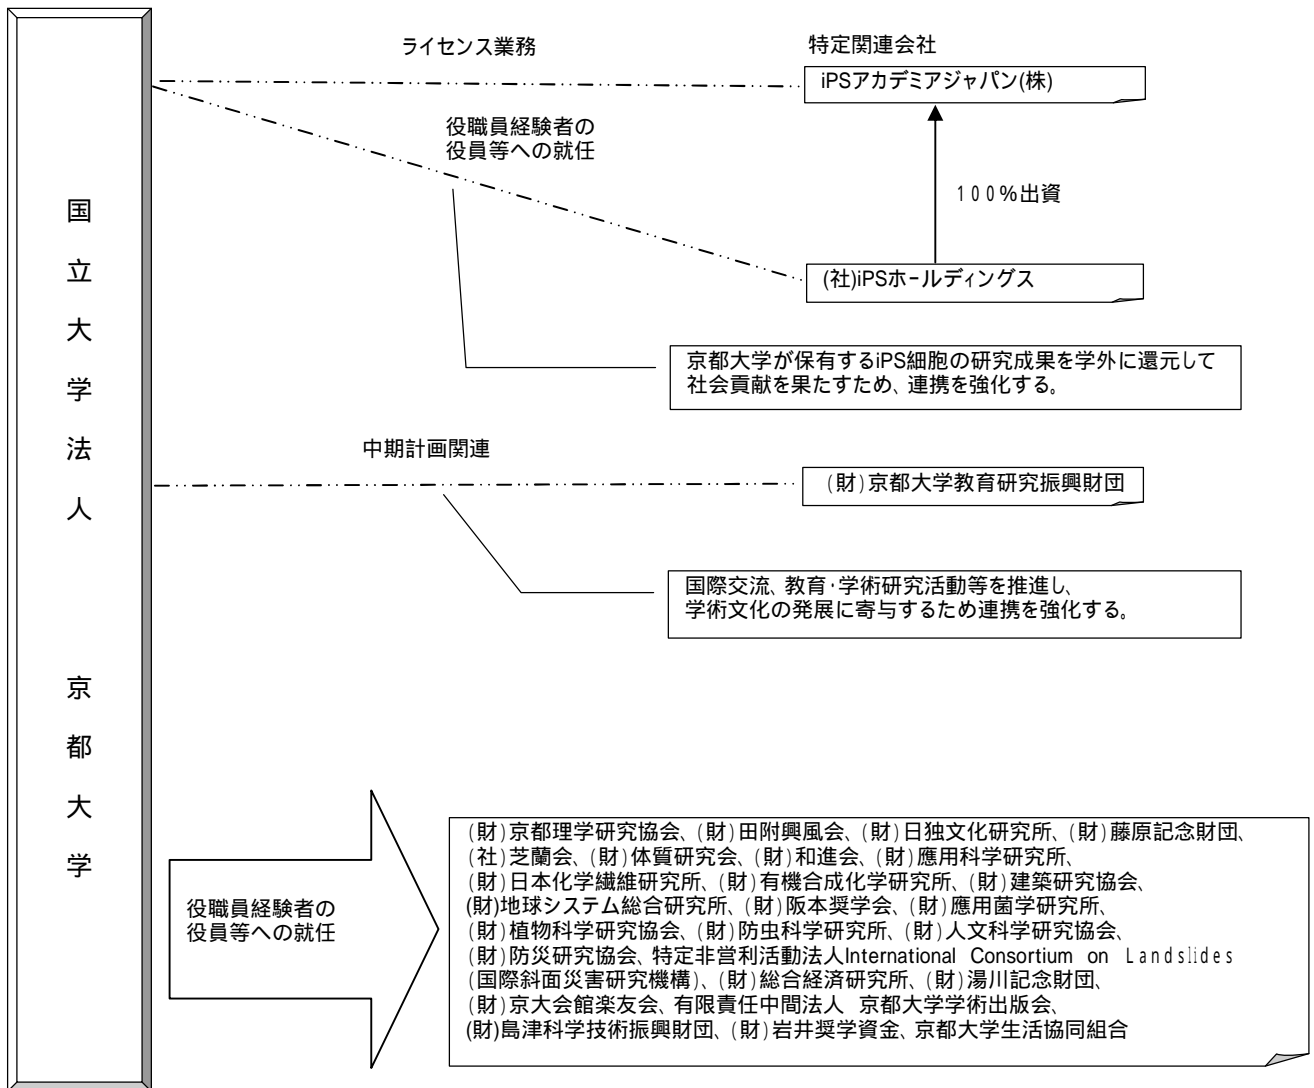 国立大学法人 京都大学
ライセンス業務
特定関連会社
iPSアカデミアジャパン(株)
役職員経験者の
役員等への就任
100%出資
(社)iPSホールディングス
京都大学が保有するiPS細胞の研究成果を学外に還元して
社会貢献を果たすため、連携を強化する。
中期計画関連
(財)京都大学教育研究振興財団
国際交流、教育・学術研究活動等を推進し、
学術文化の発展に寄与するため連携を強化する。
役職員経験者の
役員等への就任
(財)京都理学研究協会、(財)田附興風会、(財)日独文化研究所、(財)藤原記念財団、
(社)芝蘭会、(財)体質研究会、(財)和進会、(財)應用科学研究所、
(財)日本化学繊維研究所、(財)有機合成化学研究所、(財)建築研究協会、
(財)地球システム総合研究所、(財)阪本奨学会、(財)應用菌学研究所、
(財)植物科学研究協会、(財)防虫科学研究所、(財)人文科学研究協会、
(財)防災研究協会、特定非営利活動法人International Consortium on Landslides
(国際斜面災害研究機構)、(財)総合経済研究所、(財)湯川記念財団、
(財)京大会館楽友会、有限責任中間法人 京都大学学術出版会、
(財)島津科学技術振興財団、(財)岩井奨学資金、京都大学生活協同組合